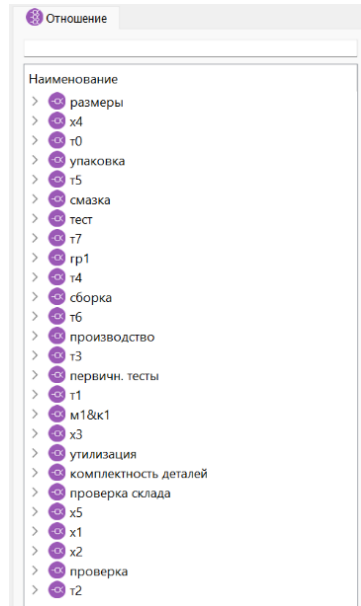 Отношение
Наименование
размеры
х4
т0
упаковка
т5
смазка
тест
т7
гр1
т4
сборка
т6
производство
т3
первичн. тесты
т1
м1&к1
х3
утилизация
комплектность деталей
проверка склада
х5
х1
х2
проверка
т2